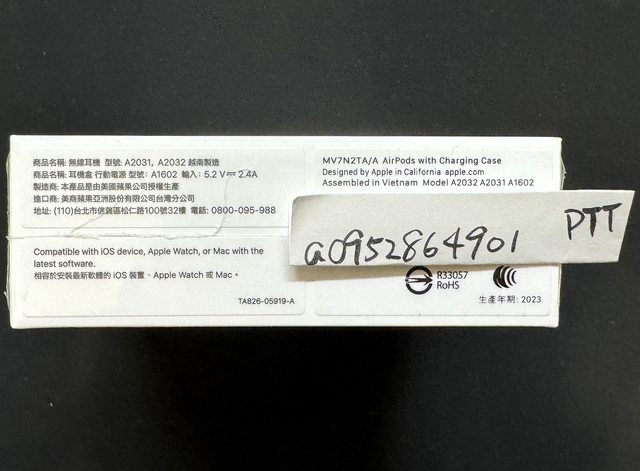 商品名稱: 無線耳機 型號: A2031, A2032 越南製造
商品名稱: 耳機盒 行動電源 型號: A1602 輸入: 5.2 V⎓ 2.4A
製造商: 本產品是由美國蘋果公司授權生產
進口商: 美商蘋果亞洲股份有限公司台灣分公司
地址: (110)台北市信義區松仁路100號32樓 電話: 0800-095-988
Compatible with iOS device, Apple Watch, or Mac with the
latest software.
相容於安裝最新軟體的 iOS 裝置、Apple Watch 或 Mac。
TA826-05919-A
MV7N2TA/A AirPods with Charging Case
Designed by Apple in California apple.com
Assembled in Vietnam Model A2032 A2031 A1602
a0952864901 PTT
R33057
RoHS
生產年期: 2023